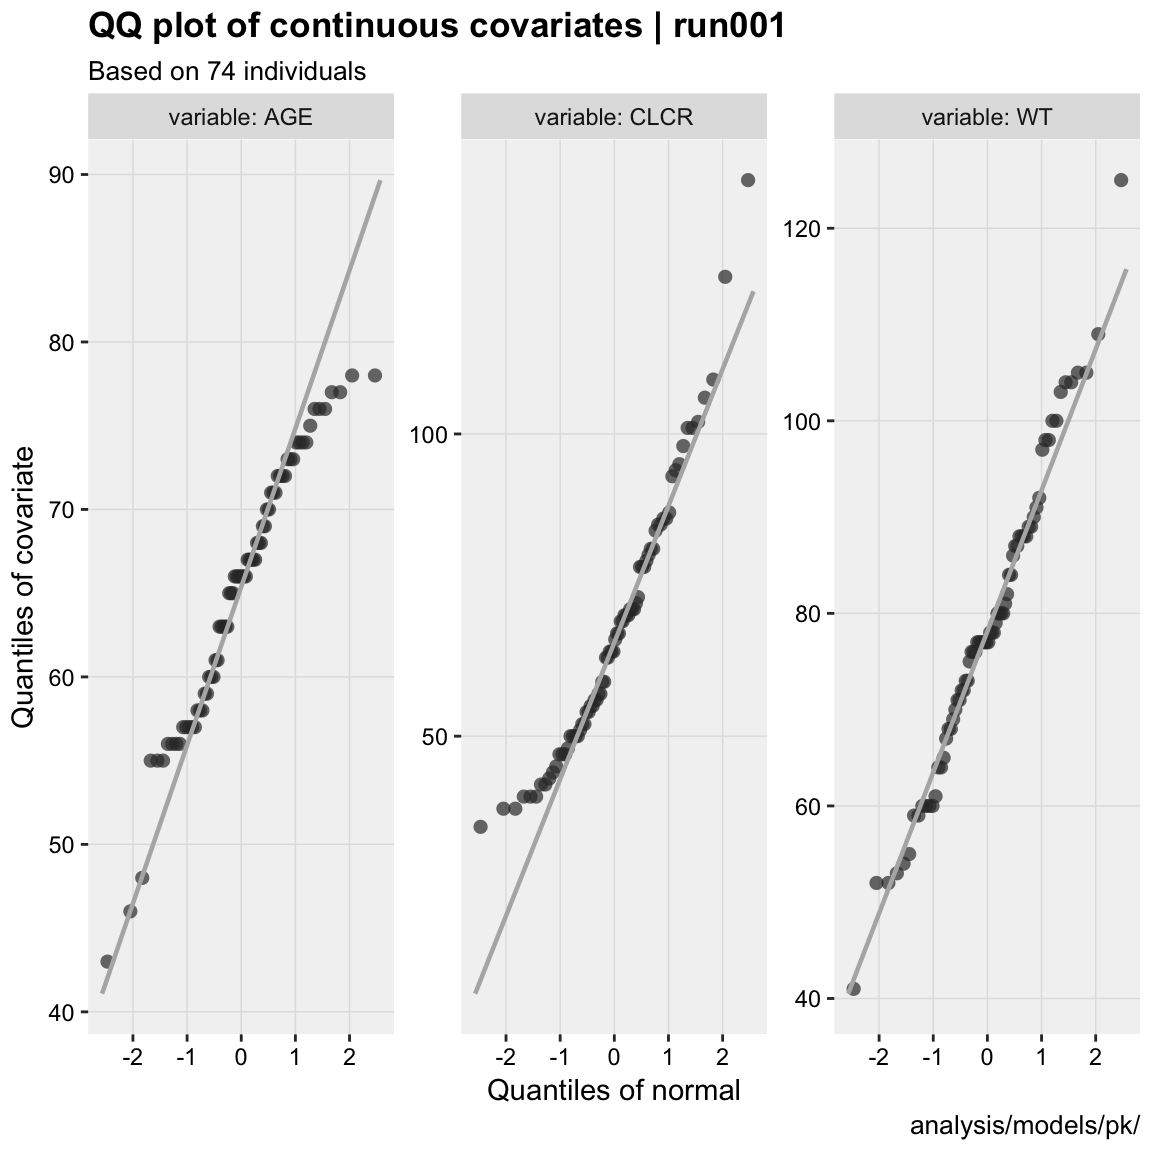 QQ plot of continuous covariates | run001
Based on 74 individuals
variable: AGE
variable: CLCR
variable: WT
Quantiles of covariate
90
80
70
60
50
40
100
50
120
100
80
60
40
-2 -1 0 1 2
-2 -1 0 1 2
-2 -1 0 1 2
Quantiles of normal
analysis/models/pk/